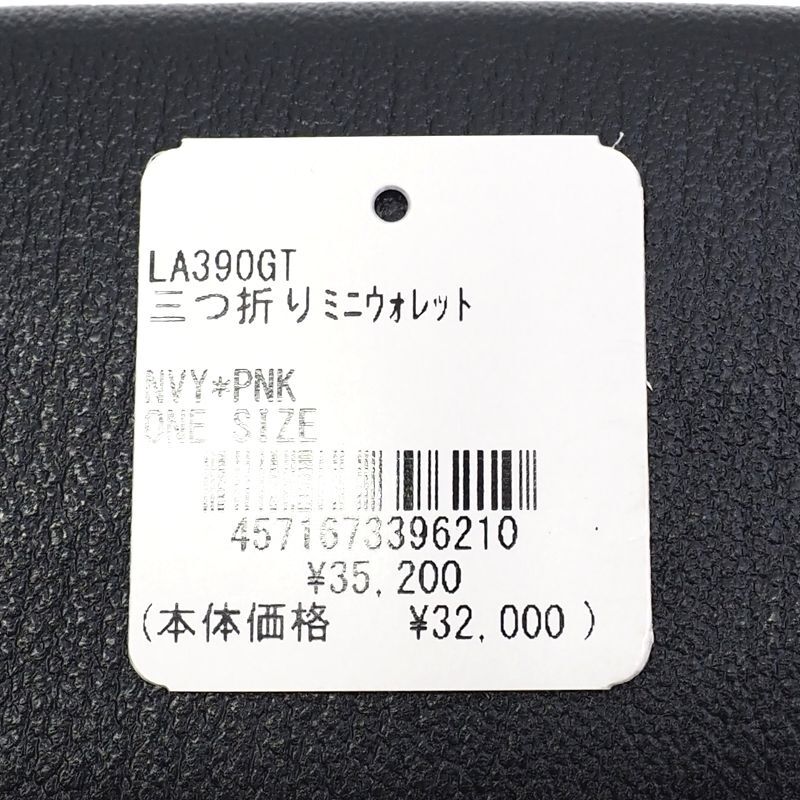 LA390GT
三つ折りミニウォレット
NVY*PNK
ONE SIZE
4571673396210
¥35,200
(本体価格 ¥32,000)